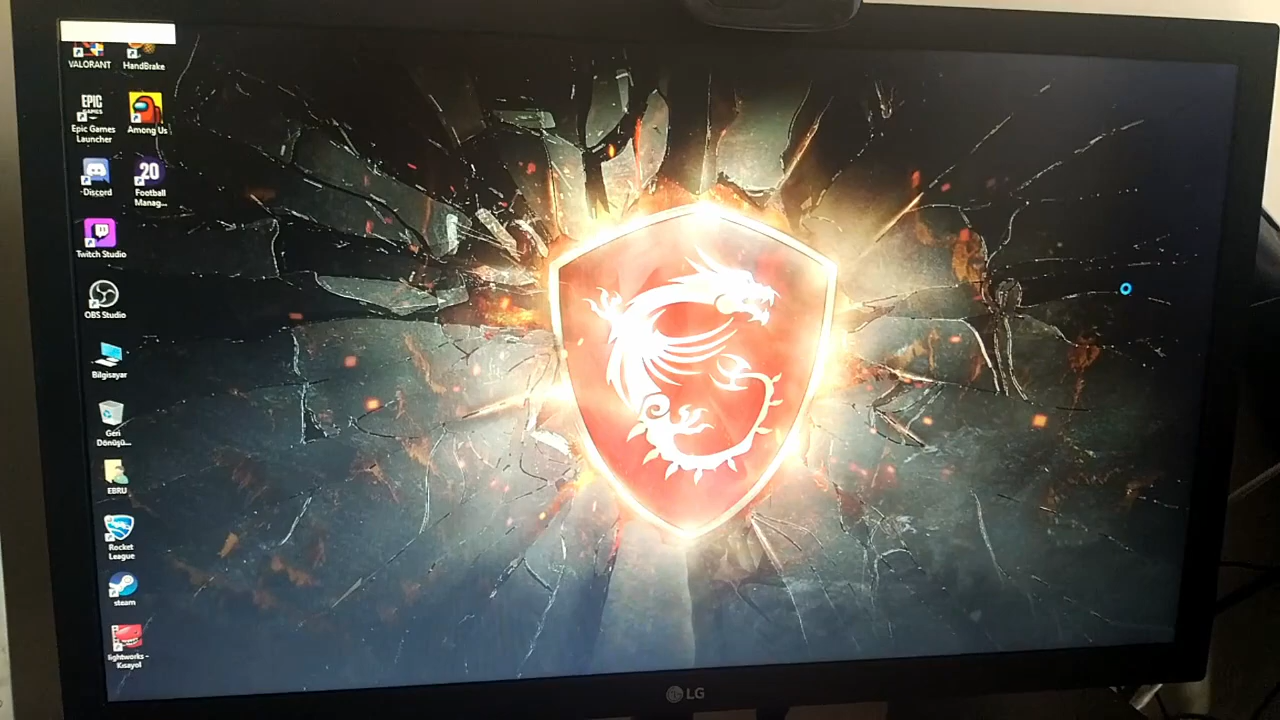 VALORANT
HandBrake
EPIC
GAMES
Epic Games
Launcher
Among Us
Discord
20
Football
Manag...
Twitch Studio
OBS Studio
Bilgisayar
Geri
Dönüşü...
EBRU
Rocket
League
steam
lightworks -
Kısayol
LG